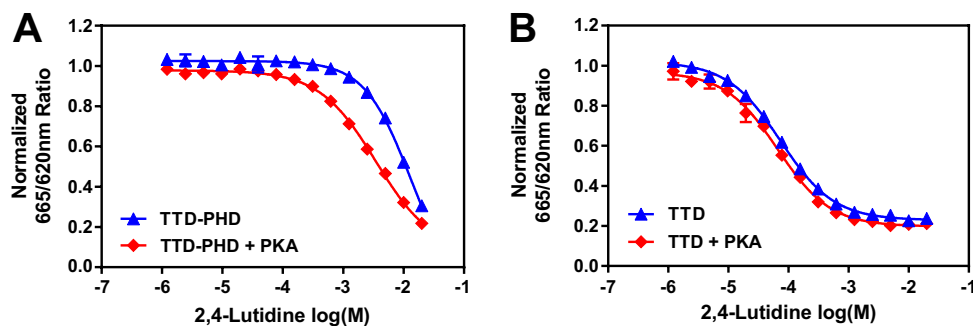 A
Normalized
665/620nm Ratio
1.2
1.0
0.8
0.6
0.4
0.2
0.0
TTD-PHD
TTD-PHD + PKA
-7 -6 -5 -4 -3 -2 -1
2,4-Lutidine log(M)
B
Normalized
665/620nm Ratio
1.2
1.0
0.8
0.6
0.4
0.2
0.0
TTD
TTD + PKA
-7 -6 -5 -4 -3 -2 -1
2,4-Lutidine log(M)